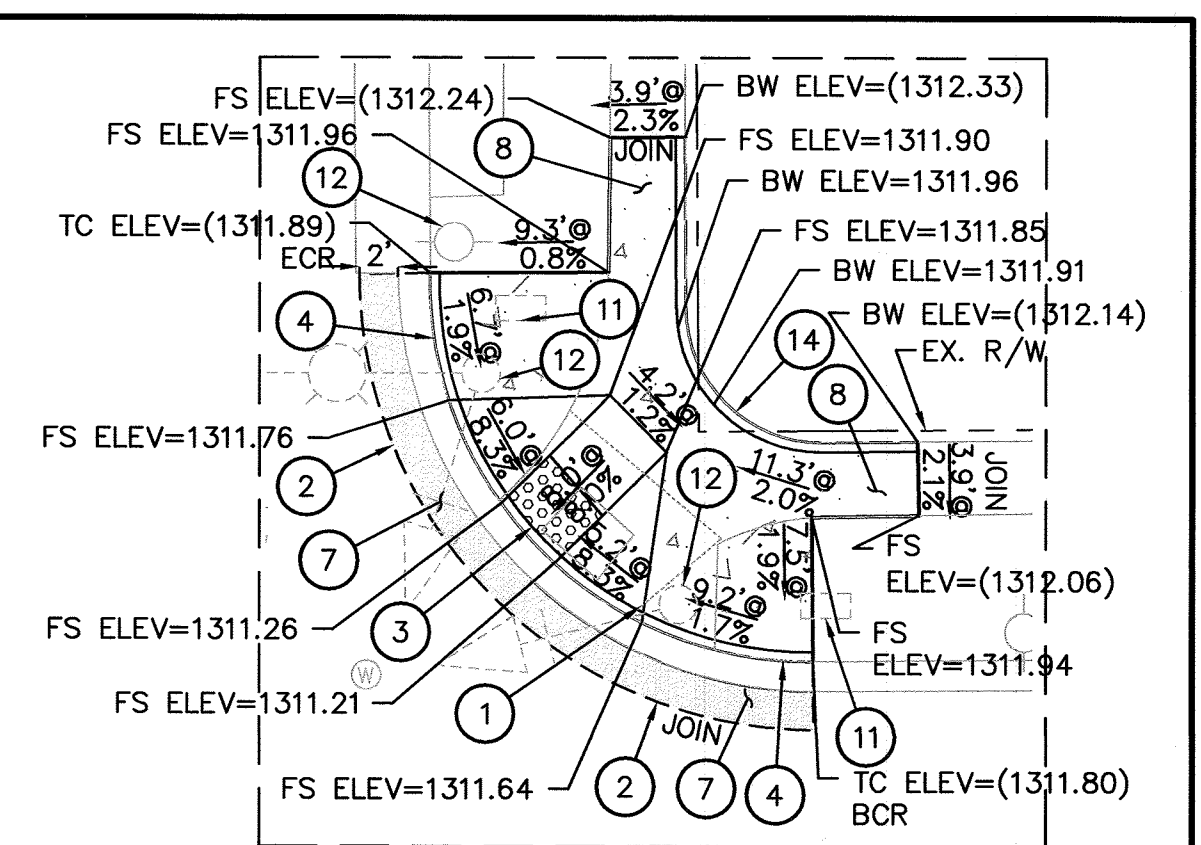 FS ELEV=(1312.24)
3.9'@
2.3%
BW ELEV=(1312.33)
FS ELEV=1311.96
8
JOIN
FS ELEV=1311.90
12
BW ELEV=1311.96
TC ELEV=(1311.89)
9.3'@
0.8%
FS ELEV=1311.85
ECR
2'
BW ELEV=1311.91
4
6.7'@
1.9%
11
BW ELEV=(1312.14)
14
EX. R/W
12
8
4.2'@
1.2%
FS ELEV=1311.76
6.0'@
8.3%
2
12
11.3'@
2.0%
3.9'@
2.1%
JOIN
7
5.2'@
8.3%
7.5'@
1.9%
FS
ELEV=(1312.06)
9.2'@
1.7%
FS ELEV=1311.26
3
FS
ELEV=1311.94
W
FS ELEV=1311.21
1
JOIN
11
FS ELEV=1311.64
2
7
4
TC ELEV=(1311.80)
BCR